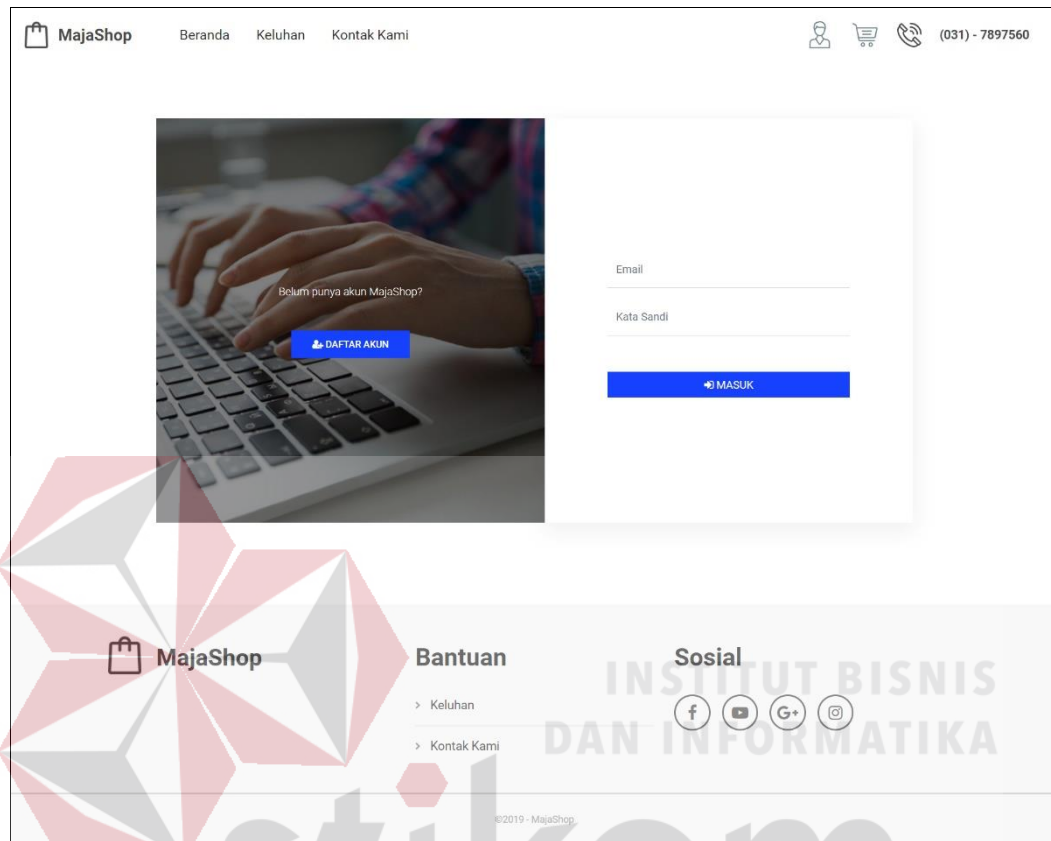 MajaShop Beranda Keluhan Kontak Kami (031) - 7897560
Belum punya akun MajaShop?
DAFTAR AKUN
Email
Kata Sandi
MASUK
MajaShop
Bantuan
Keluhan
Kontak Kami
Sosial
INSTITUT BISNIS
DAN INFORMATIKA
stikom
©2019 - MajaShop